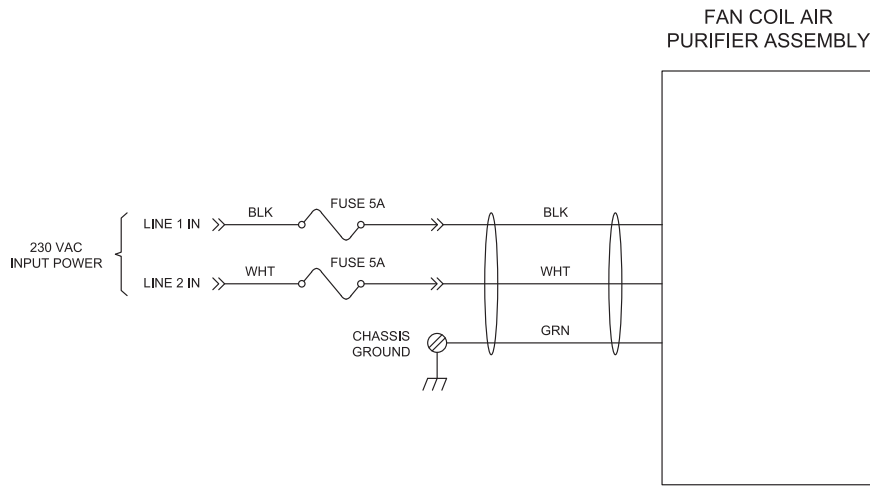 FAN COIL AIR
PURIFIER ASSEMBLY
LINE 1 IN
BLK
FUSE 5A
BLK
230 VAC
INPUT POWER
LINE 2 IN
WHT
FUSE 5A
WHT
CHASSIS
GROUND
GRN